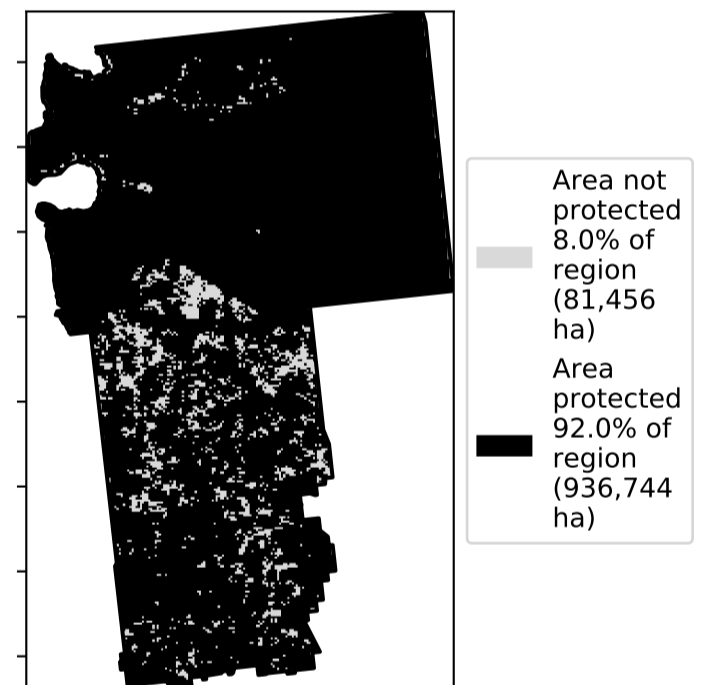 Area not
protected
8.0% of
region
(81,456
ha)
Area
protected
92.0% of
region
(936,744
ha)